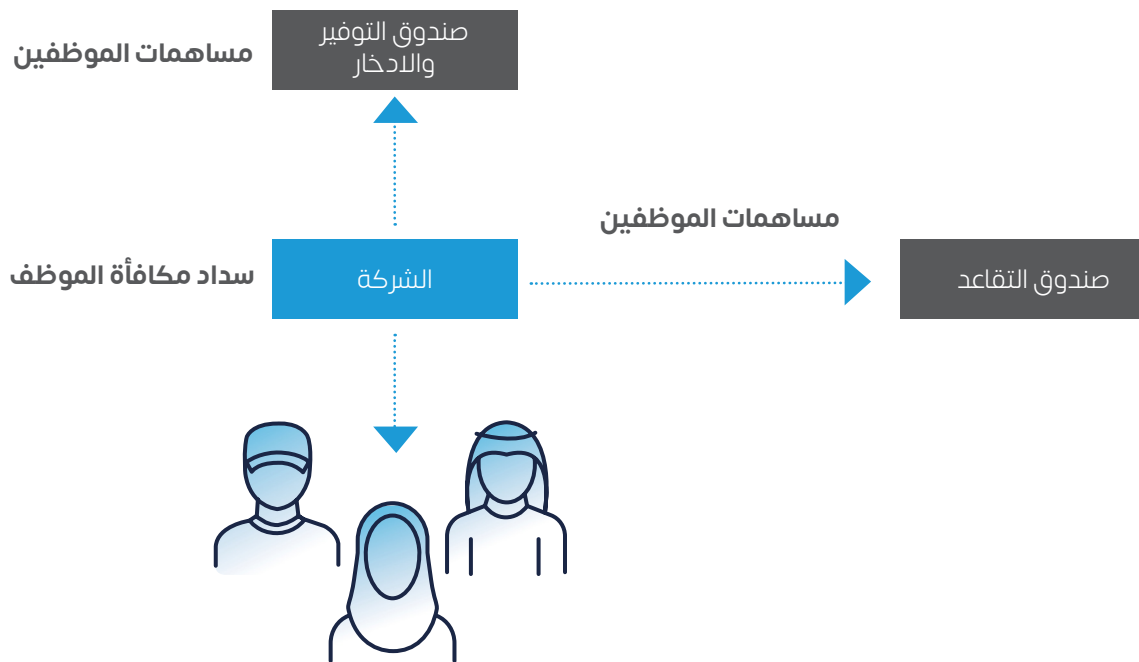 صندوق التوفير
والادخار
مساهمات الموظفين
مساهمات الموظفين
صندوق التقاعد
الشركة
سداد مكافأة الموظف